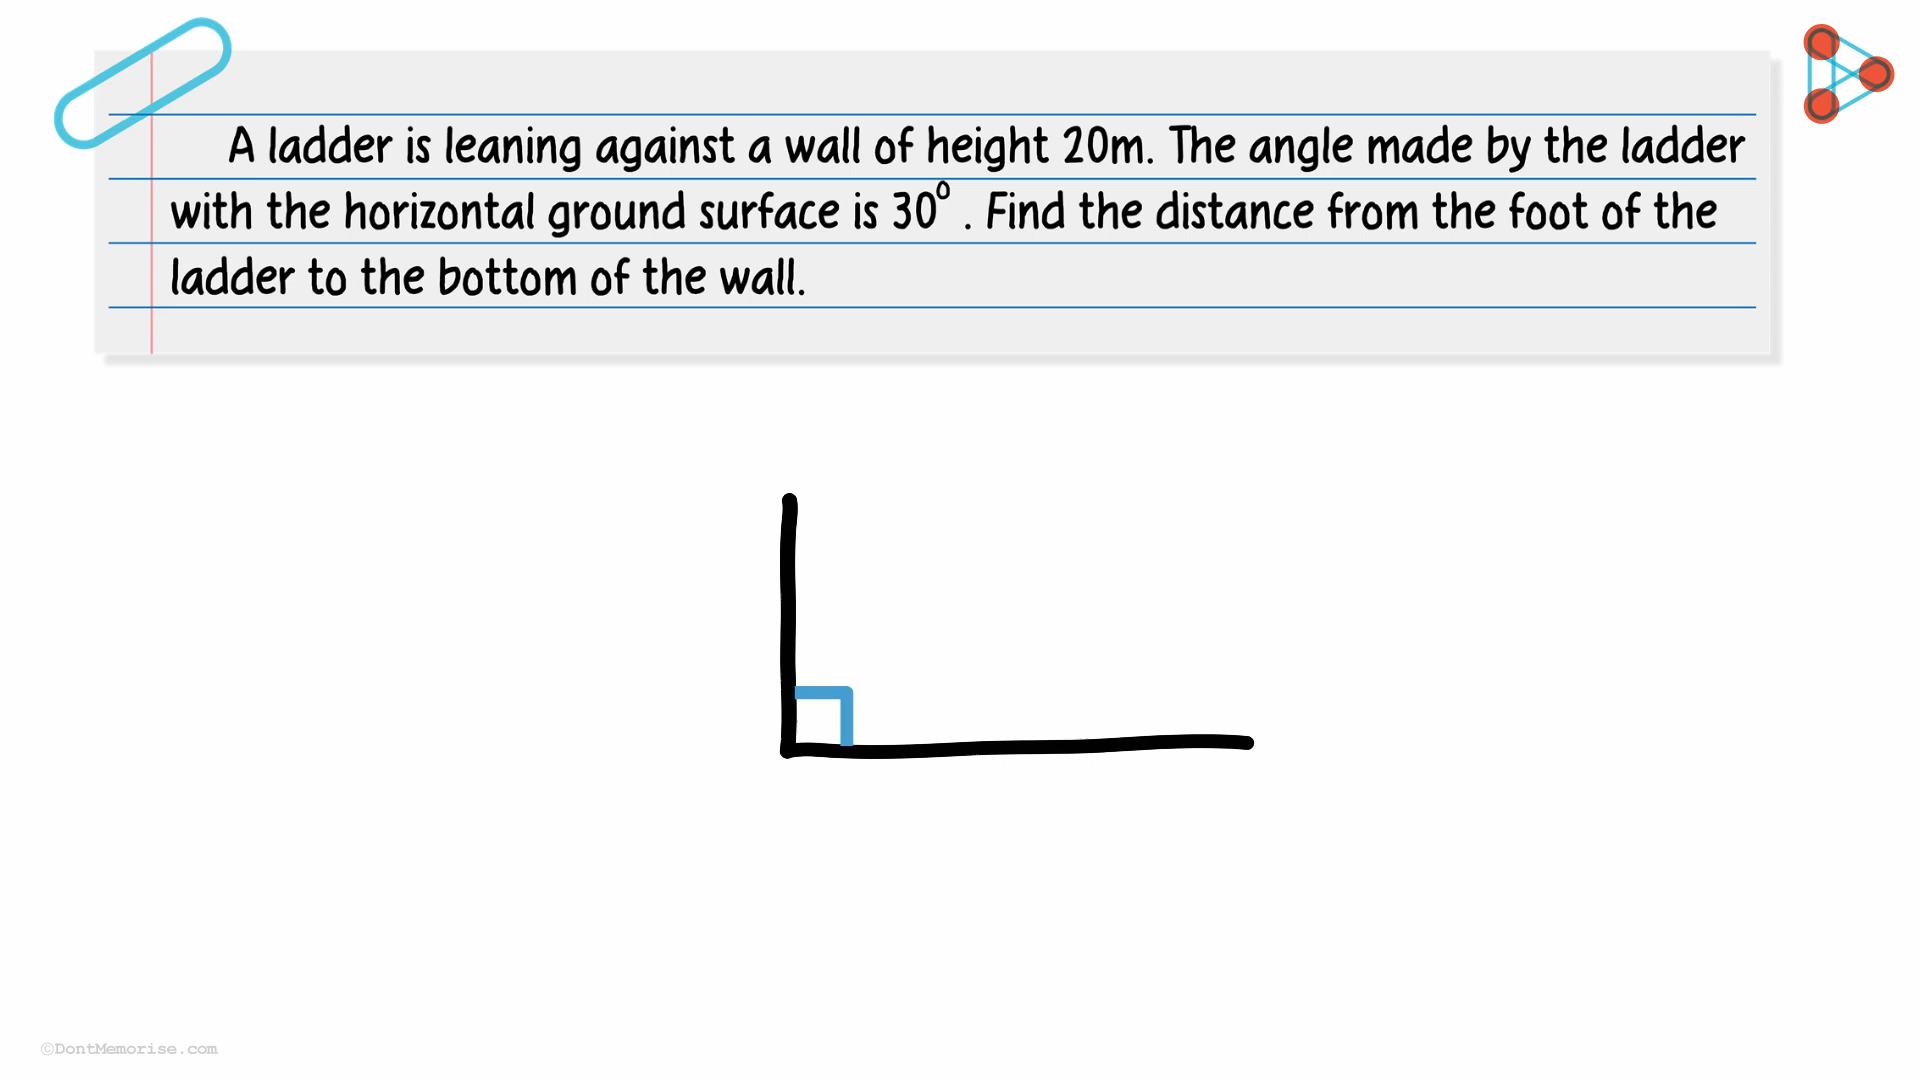 A ladder is leaning against a wall of height 20m. The angle made by the ladder
with the horizontal ground surface is 30⁰ . Find the distance from the foot of the
ladder to the bottom of the wall.
©DontMemorise.com